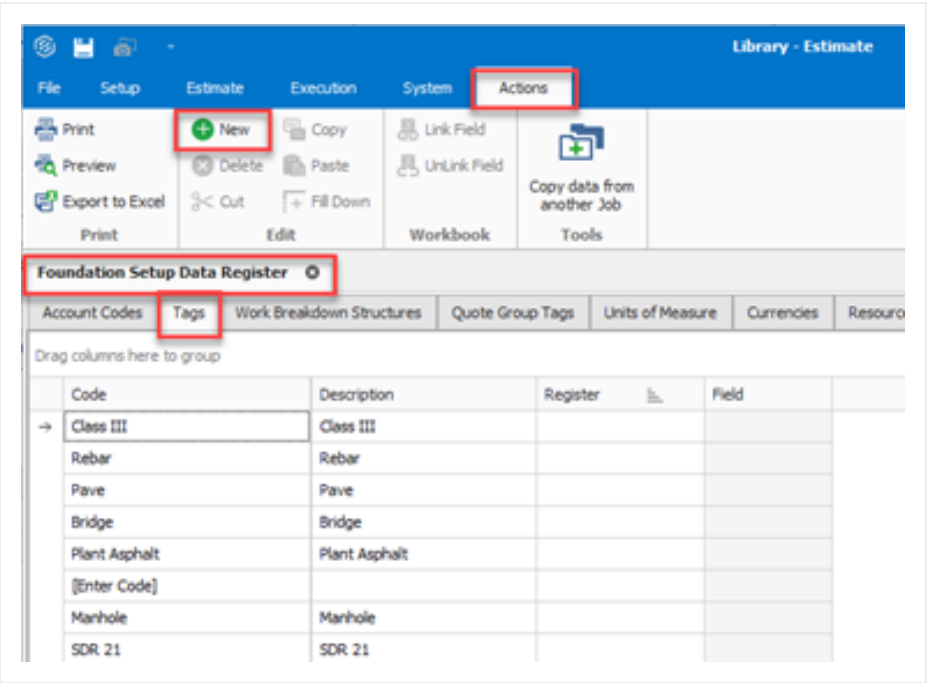 Library - Estimate
File Setup Estimate Execution System Actions
Print New Copy Link Field
Preview Delete Paste UnLink Field
Copy data from
another Job
Export to Excel Cut Fill Down
Print Edit Workbook Tools
Foundation Setup Data Register
Account Codes Tags Work Breakdown Structures Quote Group Tags Units of Measure Currencies Resourc
Drag columns here to group
Code Description Register Field
Class III Class III
Rebar Rebar
Pave Pave
Bridge Bridge
Plant Asphalt Plant Asphalt
[Enter Code]
Manhole Manhole
SDR 21 SDR 21